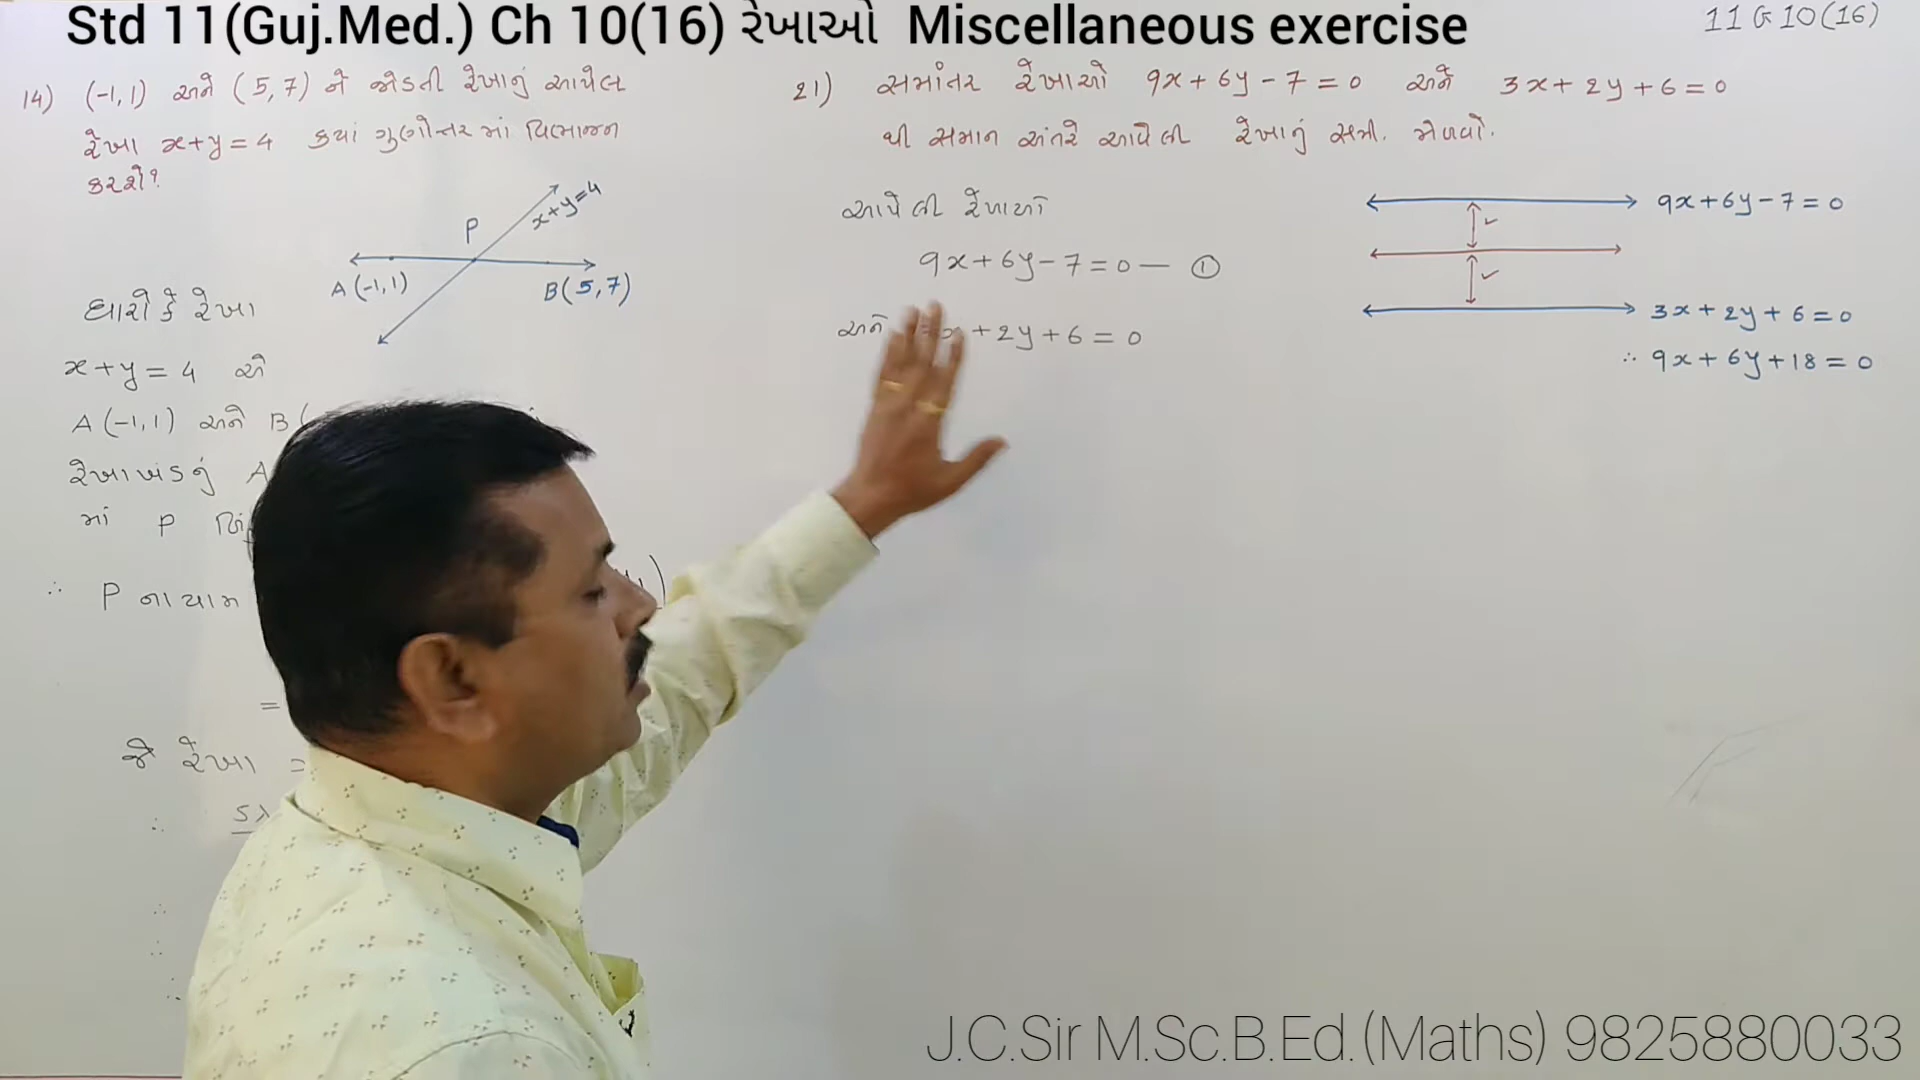 Std 11(Guj.Med.) Ch 10(16) રેખાઓ Miscellaneous exercise
11 G 10(16)
14) (-1,1) અને (5,7) ને જોડતી રેખાનું આપેલ
રેખા x+y=4 કયાં ગુણોત્તર માં વિભાજન
કરશે?
P
x+y=4
A(-1,1)
B(5,7)
ધારો કે રેખા
x+y=4 એ
A(-1,1) અને B(
રેખાખંડનું A
માં P
∴ P ના યામ
=
જે રેખા =
∴ 5λ
∴
∴
∴
21) સમાંતર રેખાઓ 9x+6y-7=0 અને 3x+2y+6=0
થી સમાન અંતરે આપેલી રેખાનું સમી. મેળવો.
આપેલી રેખાઓ
9x+6y-7=0 — ①
અને +2y+6=0
9x+6y-7=0
3x+2y+6=0
∴ 9x+6y+18=0
J.C.Sir M.Sc.B.Ed.(Maths) 9825880033